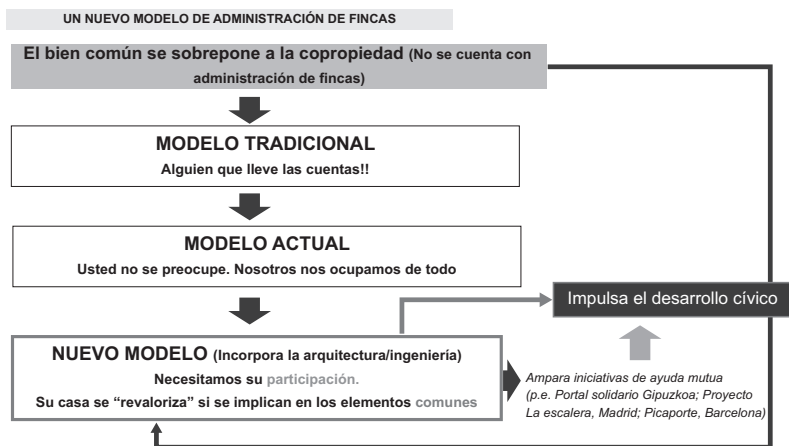 UN NUEVO MODELO DE ADMINISTRACIÓN DE FINCAS
El bien común se sobrepone a la copropiedad (No se cuenta con
administración de fincas)
MODELO TRADICIONAL
Alguien que lleve las cuentas!!
MODELO ACTUAL
Usted no se preocupe. Nosotros nos ocupamos de todo
Impulsa el desarrollo cívico
NUEVO MODELO (Incorpora la arquitectura/ingeniería)
Necesitamos su participación.
Su casa se “revaloriza” si se implican en los elementos comunes
Ampara iniciativas de ayuda mutua
(p.e. Portal solidario Gipuzkoa; Proyecto
La escalera, Madrid; Picaporte, Barcelona)